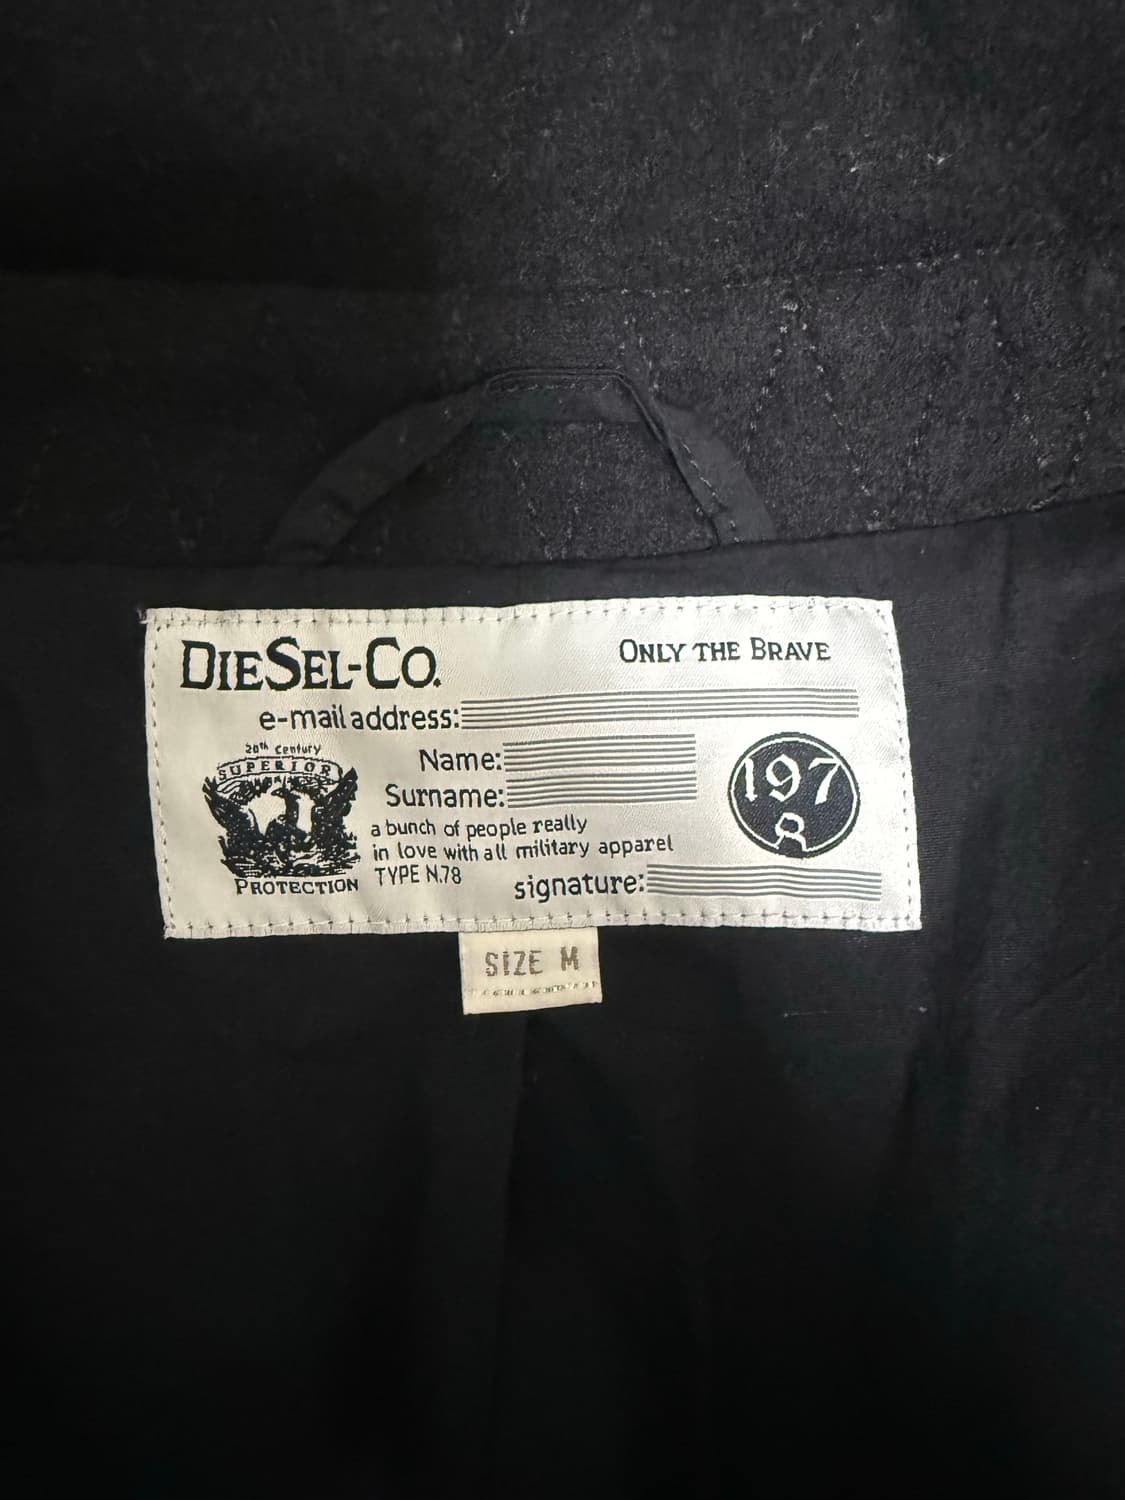 DIESEL-CO.
ONLY THE BRAVE
e-mail address:
20th Century
SUPERIOR
PROTECTION
Name:
Surname:
a bunch of people really
in love with all military apparel
TYPE N.78
signature:
197
8
SIZE M